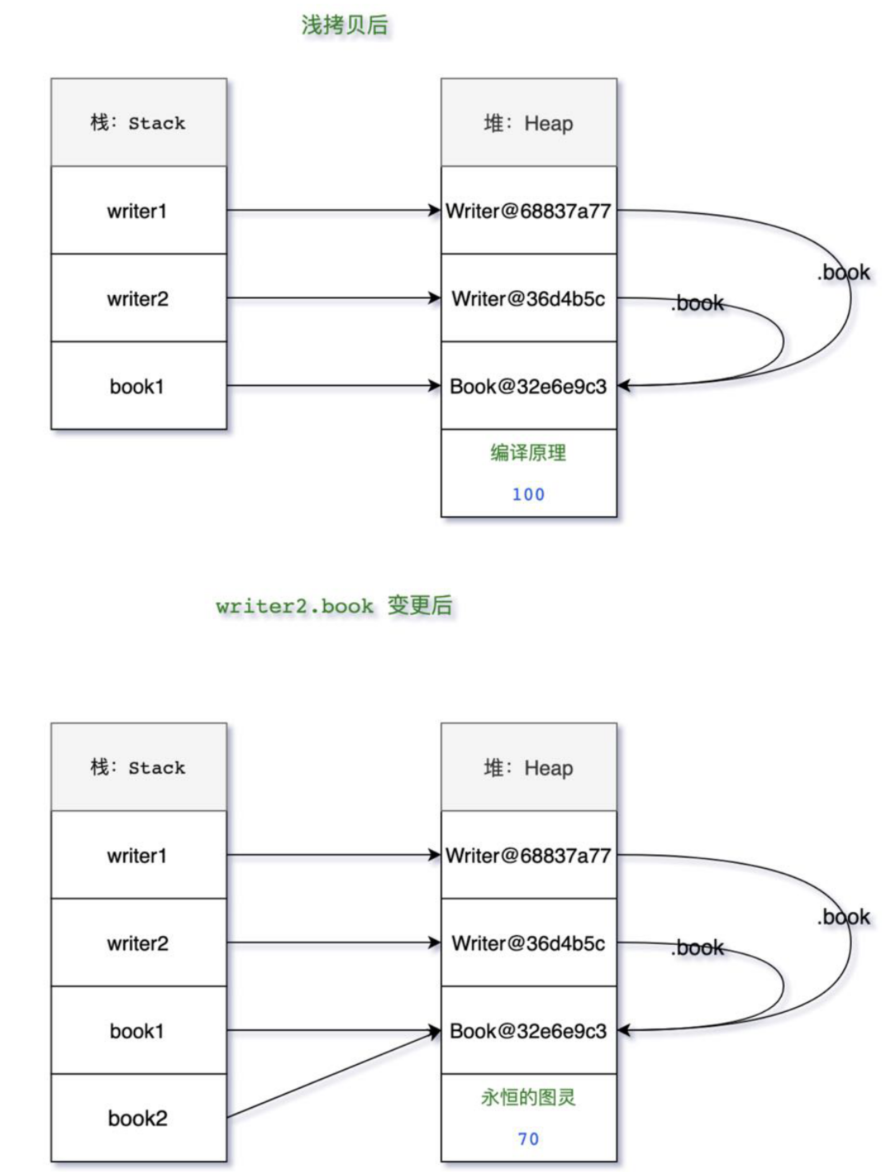 浅拷贝后
栈：Stack
堆：Heap
writer1
Writer@68837a77
.book
writer2
Writer@36d4b5c
.book
book1
Book@32e6e9c3
编译原理
100
writer2.book 变更后
栈：Stack
堆：Heap
writer1
Writer@68837a77
.book
writer2
Writer@36d4b5c
.book
book1
Book@32e6e9c3
book2
永恒的图灵
70